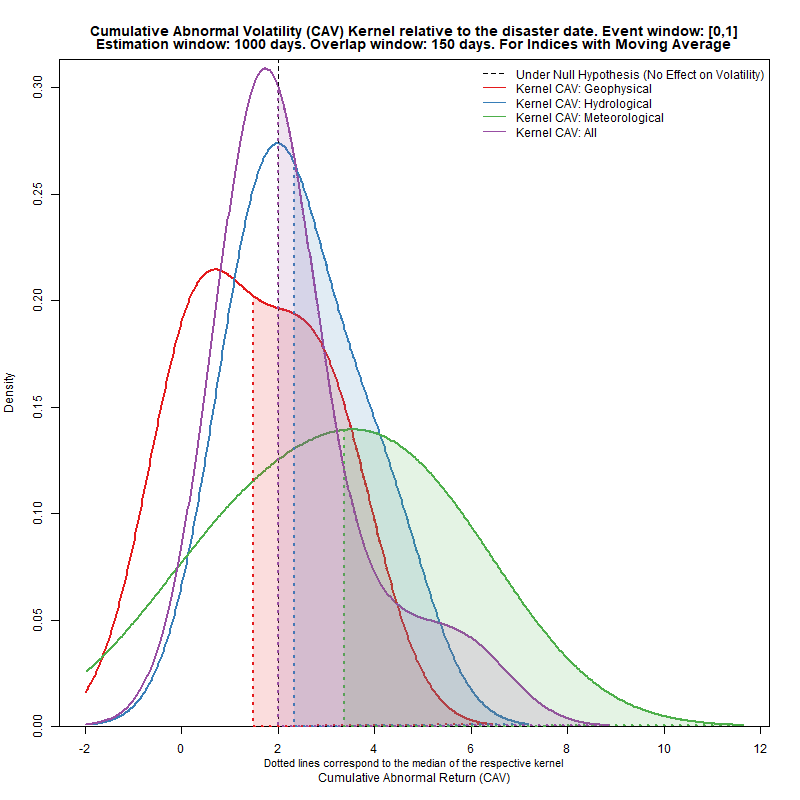 Cumulative Abnormal Volatility (CAV) Kernel relative to the disaster date. Event window: [0,1]
Estimation window: 1000 days. Overlap window: 150 days. For Indices with Moving Average
Under Null Hypothesis (No Effect on Volatility)
Kernel CAV: Geophysical
Kernel CAV: Hydrological
Kernel CAV: Meteorological
Kernel CAV: All
Density
0.30
0.25
0.20
0.15
0.10
0.05
0.00
-2 0 2 4 6 8 10 12
Dotted lines correspond to the median of the respective kernel
Cumulative Abnormal Return (CAV)